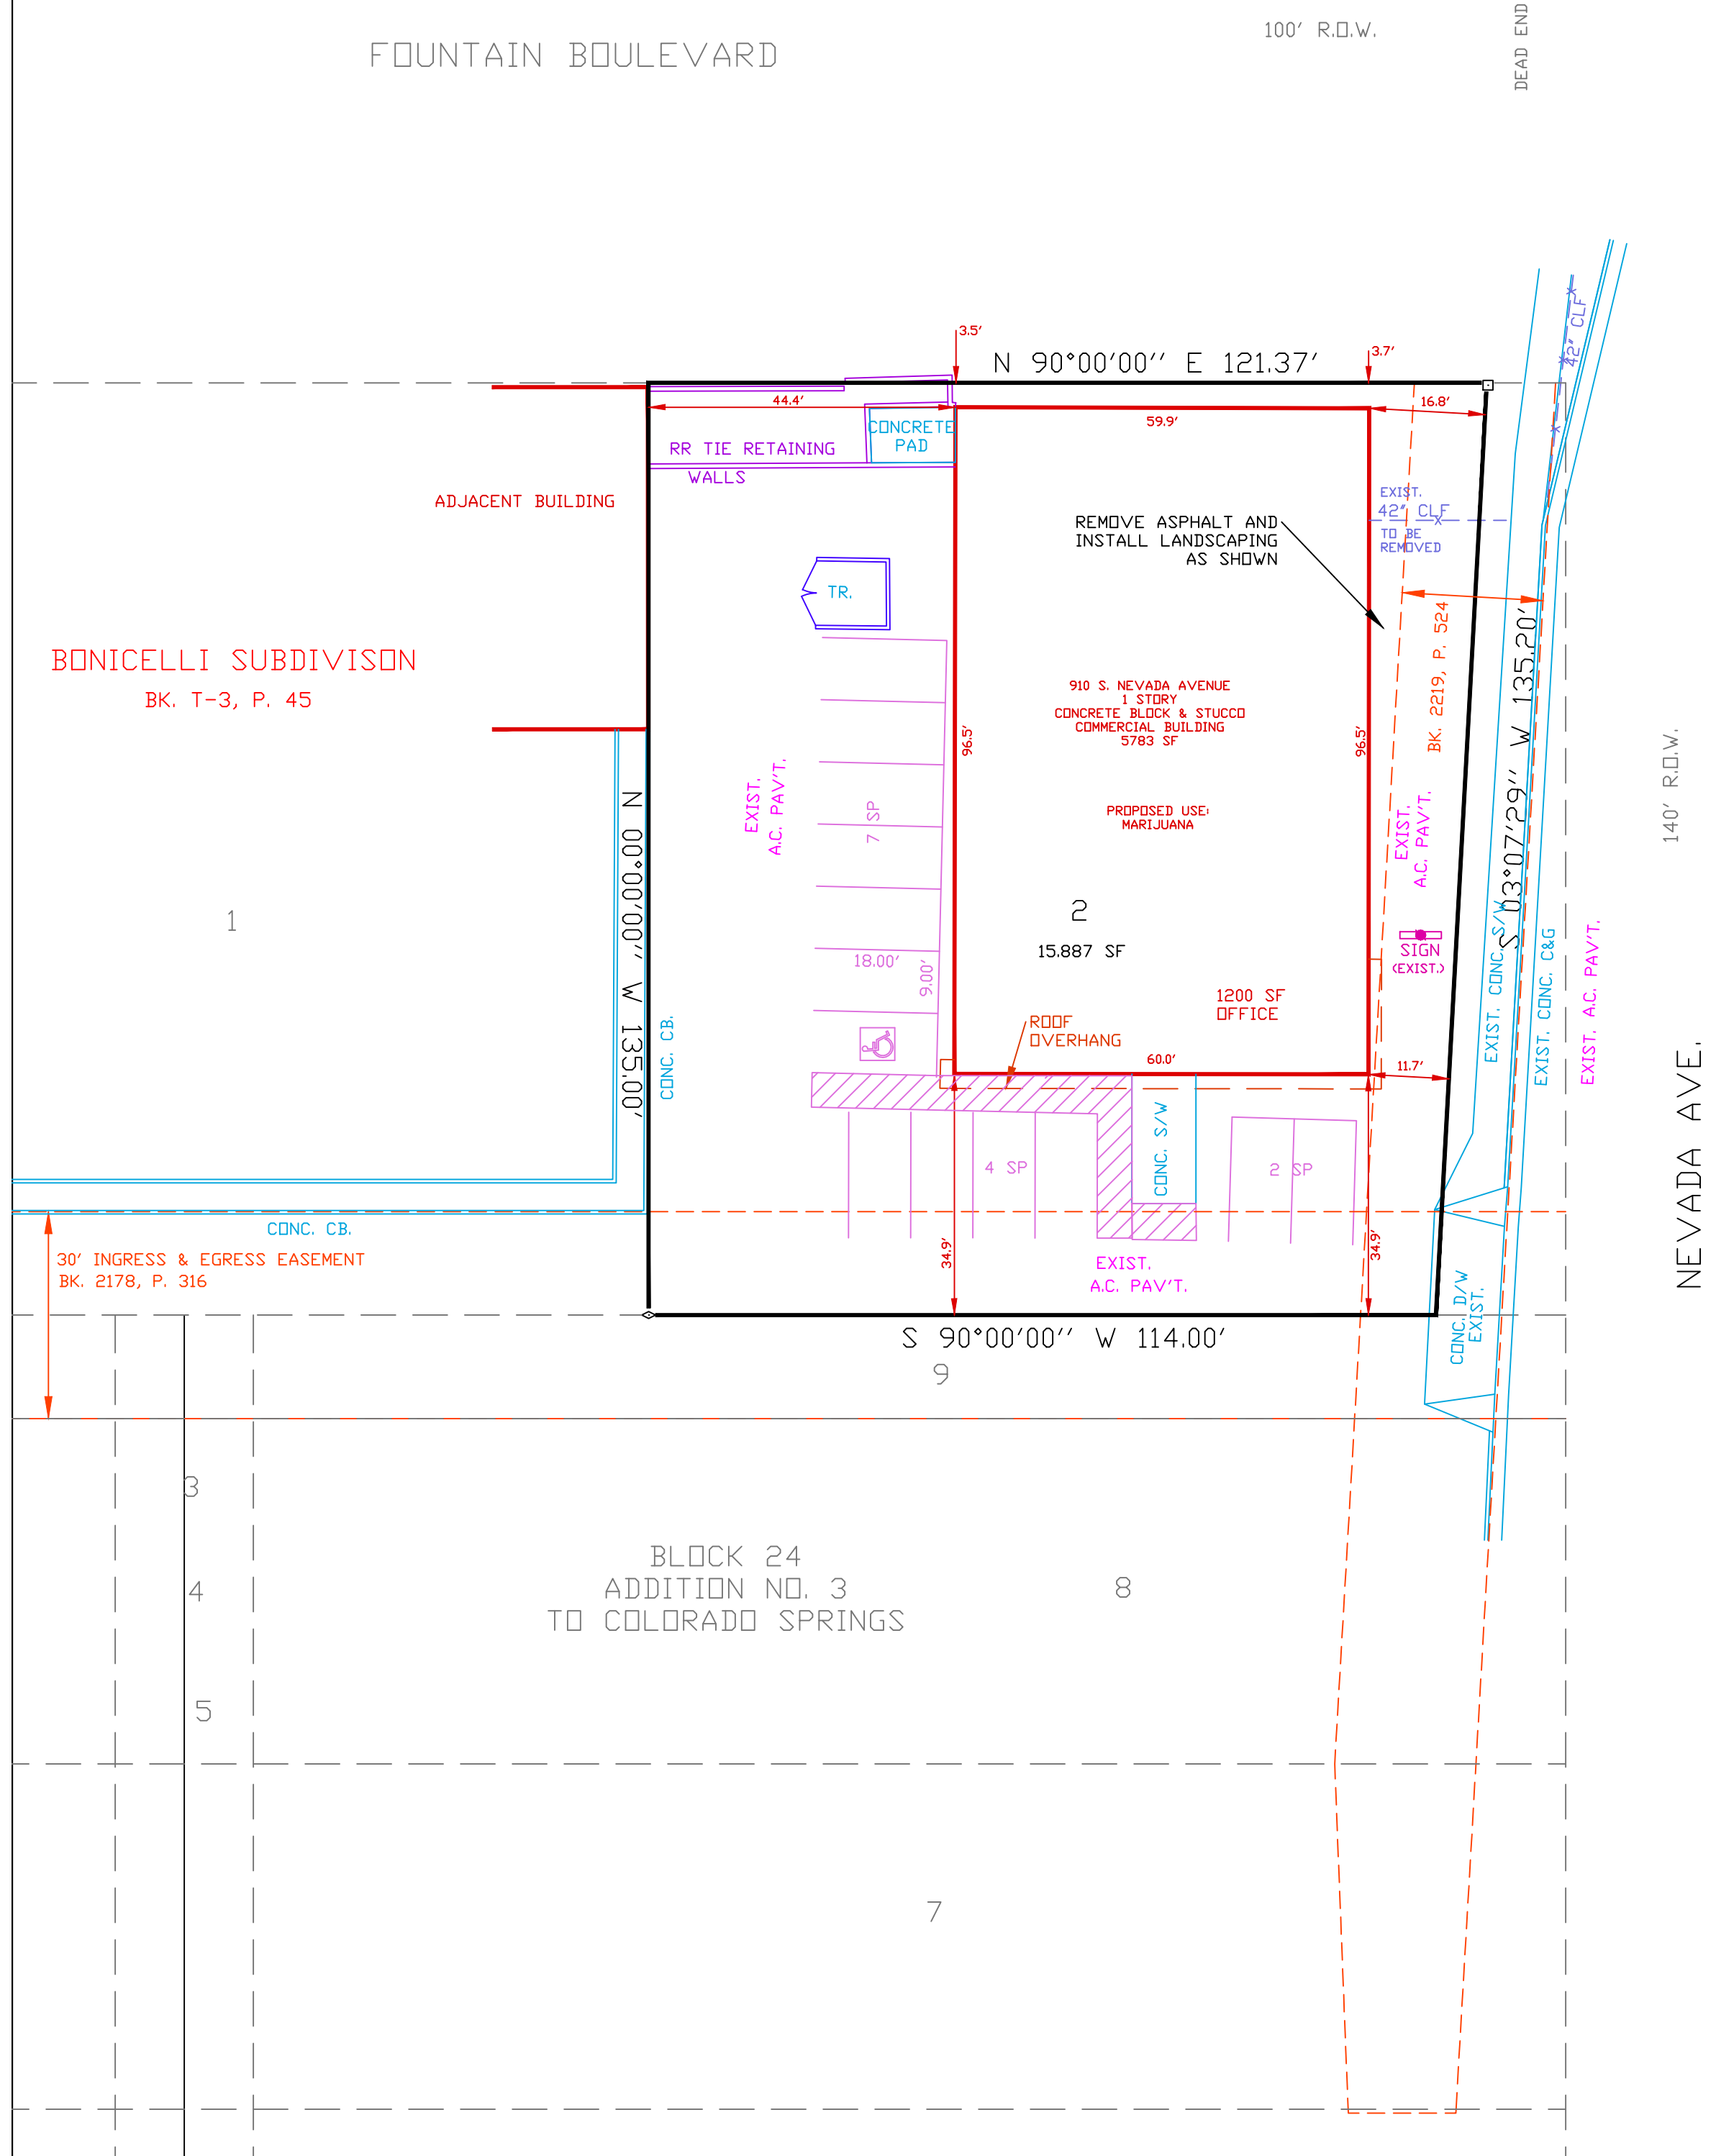 FOUNTAIN BOULEVARD
100' R.O.W.
DEAD END
42" CLF
3.5'
N 90°00'00'' E 121.37'
3.7'
44.4'
59.9'
16.8'
CONCRETE
PAD
RR TIE RETAINING
WALLS
ADJACENT BUILDING
EXIST.
42" CLF
X
TO BE
REMOVED
REMOVE ASPHALT AND
INSTALL LANDSCAPING
AS SHOWN
TR.
BONICELLI SUBDIVISON
BK. T-3, P. 45
910 S. NEVADA AVENUE
1 STORY
CONCRETE BLOCK & STUCCO
COMMERCIAL BUILDING
5783 SF
96.5'
96.5'
BK. 2219, P. 524
S 03°07'29'' W 135.20'
140' R.O.W.
EXIST.
A.C. PAV'T.
7 SP
PROPOSED USE:
MARIJUANA
EXIST.
A.C. PAV'T.
N 00°00'00'' W 135.00'
1
2
15.887 SF
SIGN
(EXIST.)
EXIST. CONC. S/W
EXIST. CONC. C&G
EXIST. A.C. PAV'T.
18.00'
9.00'
1200 SF
OFFICE
ROOF
OVERHANG
CONC. CB.
60.0'
11.7'
4 SP
CONC. S/W
2 SP
NEVADA AVE.
CONC. CB.
34.9'
34.9'
30' INGRESS & EGRESS EASEMENT
BK. 2178, P. 316
EXIST.
A.C. PAV'T.
CONC. D/W
EXIST.
S 90°00'00'' W 114.00'
9
3
BLOCK 24
ADDITION NO. 3
TO COLORADO SPRINGS
4
8
5
7